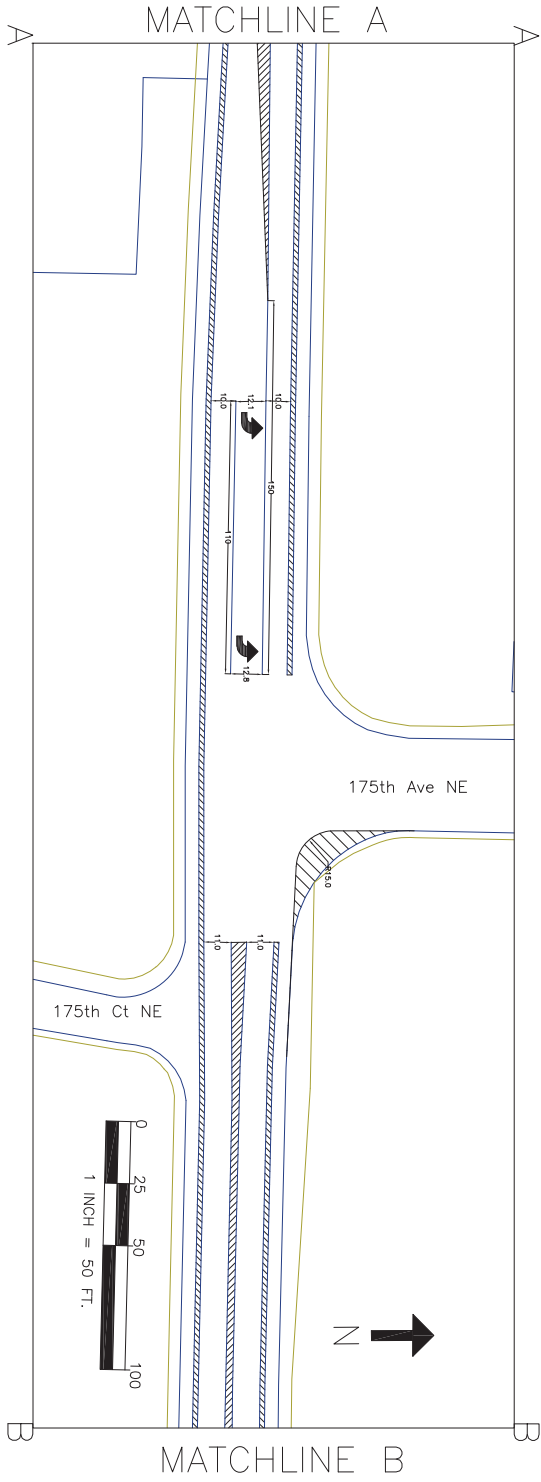 MATCHLINE A
A
A
10.0
12.1
10.0
150
110
12.8
175th Ave NE
R15.0
11.0
11.0
175th Ct NE
0
25
50
100
1 INCH = 50 FT.
N
B
B
MATCHLINE B